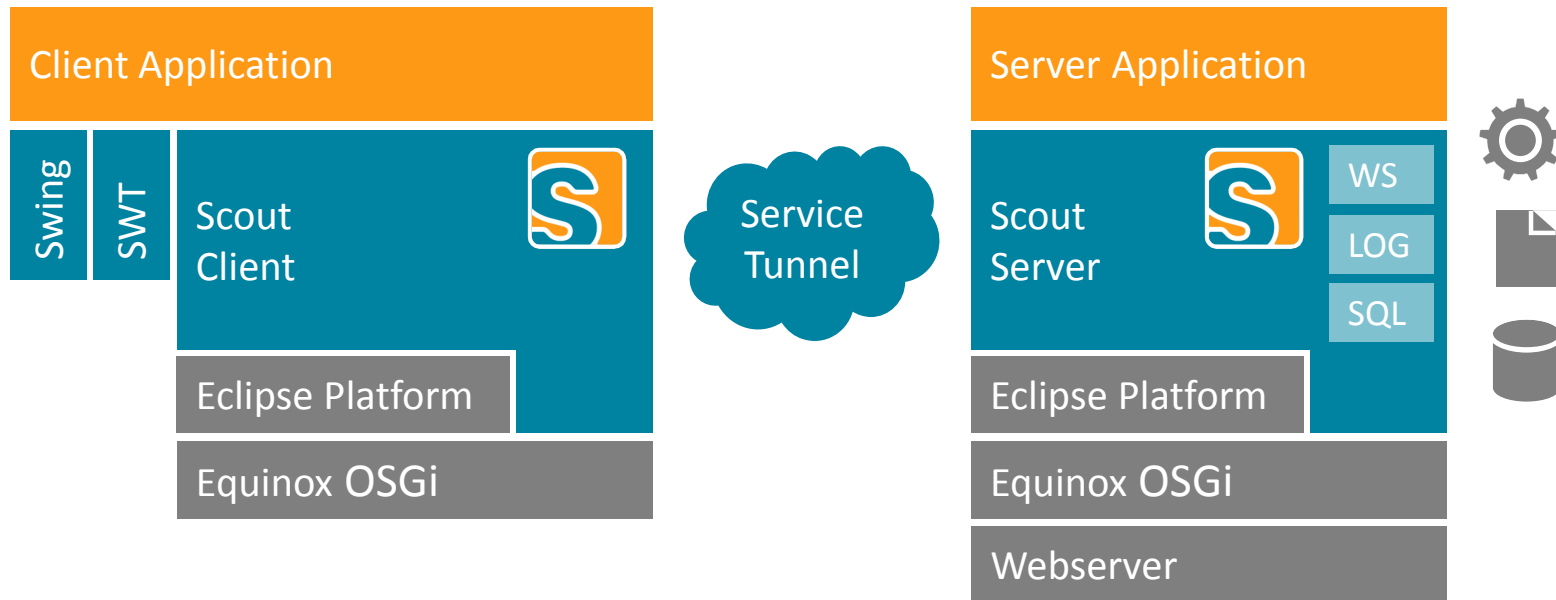 Client Application
Swing
SWT
Scout
Client
Eclipse Platform
Equinox OSGi
Service
Tunnel
Server Application
Scout
Server
WS
LOG
SQL
Eclipse Platform
Equinox OSGi
Webserver